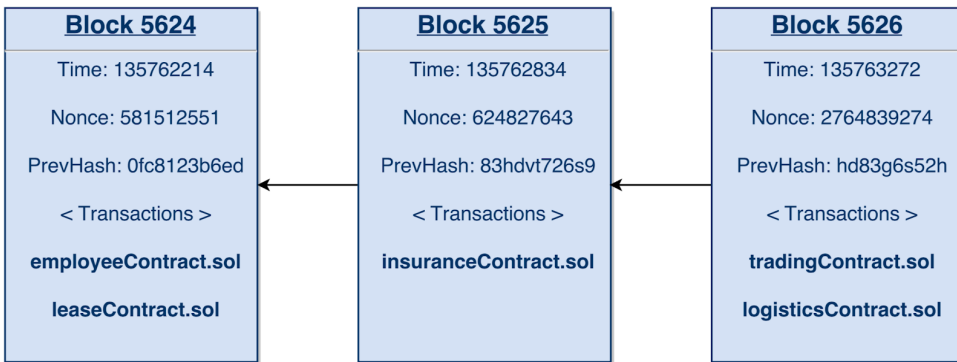 Block 5624
Time: 135762214
Nonce: 581512551
PrevHash: 0fc8123b6ed
< Transactions >
employeeContract.sol
leaseContract.sol
Block 5625
Time: 135762834
Nonce: 624827643
PrevHash: 83hdvt726s9
< Transactions >
insuranceContract.sol
Block 5626
Time: 135763272
Nonce: 2764839274
PrevHash: hd83g6s52h
< Transactions >
tradingContract.sol
logisticsContract.sol